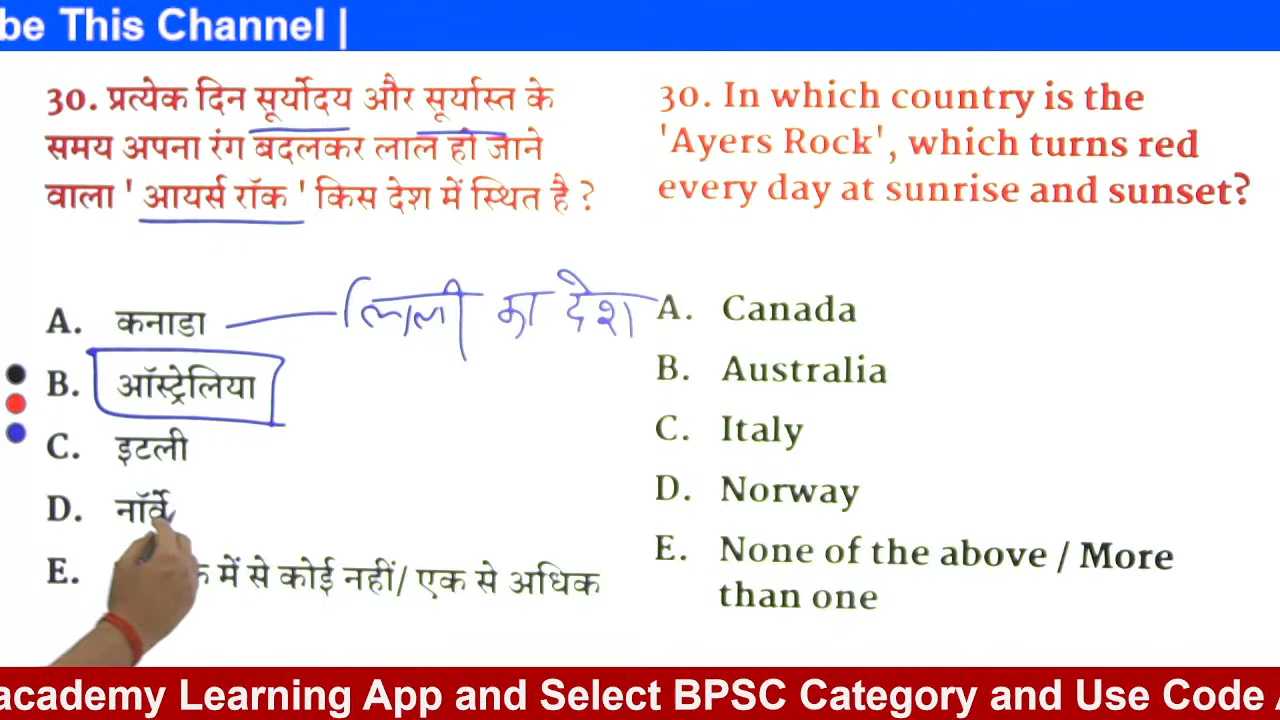 be This Channel |
30. प्रत्येक दिन सूर्योदय और सूर्यास्त के
समय अपना रंग बदलकर लाल हो जाने
वाला ' आयर्स रॉक ' किस देश में स्थित है ?
A. कनाडा
लिली का देश
B. ऑस्ट्रेलिया
C. इटली
D. नॉर्वे
E. में से कोई नहीं/ एक से अधिक
30. In which country is the
'Ayers Rock', which turns red
every day at sunrise and sunset?
A. Canada
B. Australia
C. Italy
D. Norway
E. None of the above / More
than one
academy Learning App and Select BPSC Category and Use Code